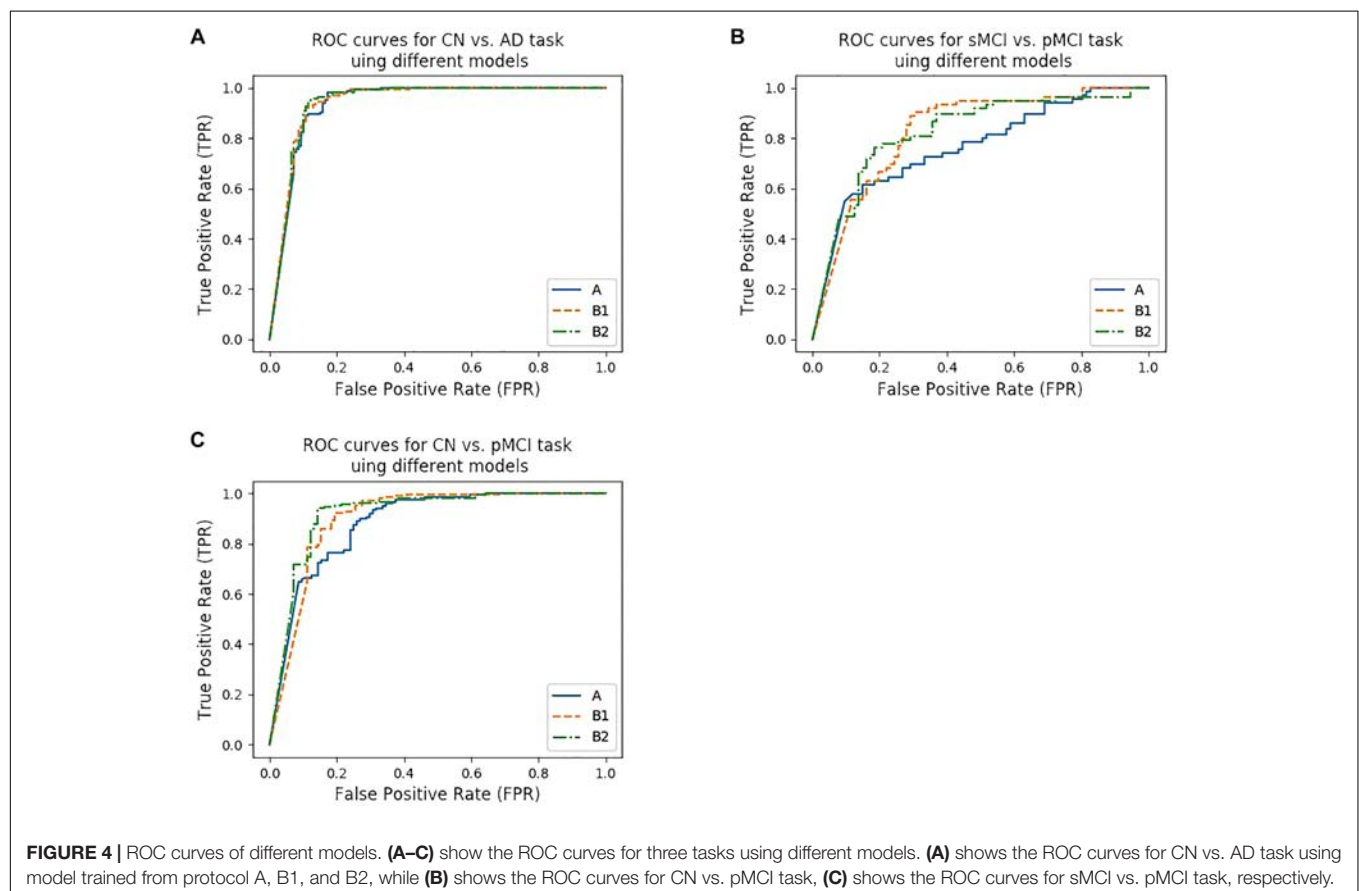 A
ROC curves for CN vs. AD task
uing different models
True Positive Rate (TPR)
1.0
0.8
0.6
0.4
0.2
0.0
0.0 0.2 0.4 0.6 0.8 1.0
False Positive Rate (FPR)
A
B1
B2
B
ROC curves for sMCI vs. pMCI task
uing different models
True Positive Rate (TPR)
1.0
0.8
0.6
0.4
0.2
0.0
0.0 0.2 0.4 0.6 0.8 1.0
False Positive Rate (FPR)
A
B1
B2
C
ROC curves for CN vs. pMCI task
uing different models
True Positive Rate (TPR)
1.0
0.8
0.6
0.4
0.2
0.0
0.0 0.2 0.4 0.6 0.8 1.0
False Positive Rate (FPR)
A
B1
B2
FIGURE 4 | ROC curves of different models. (A–C) show the ROC curves for three tasks using different models. (A) shows the ROC curves for CN vs. AD task using
model trained from protocol A, B1, and B2, while (B) shows the ROC curves for CN vs. pMCI task, (C) shows the ROC curves for sMCI vs. pMCI task, respectively.